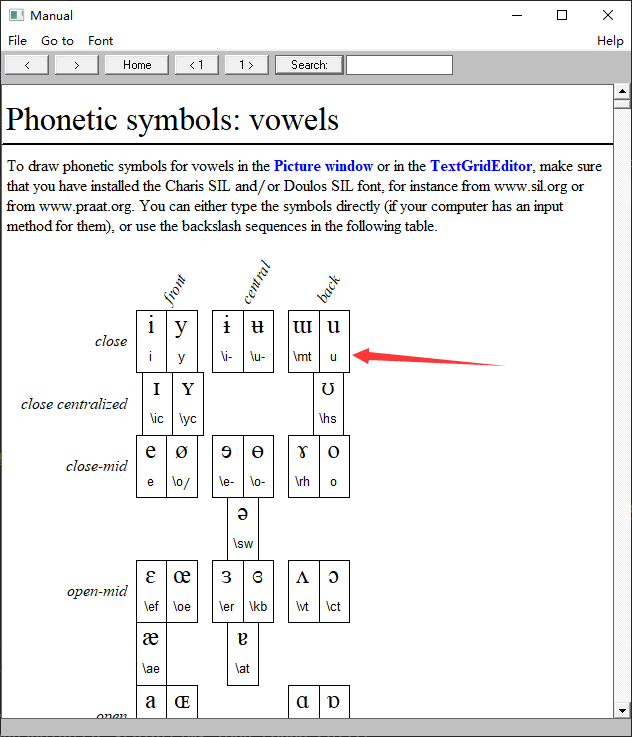 Manual
File Go to Font Help
< > Home < 1 1 > Search:
Phonetic symbols: vowels
To draw phonetic symbols for vowels in the Picture window or in the TextGridEditor, make sure
that you have installed the Charis SIL and/or Doulos SIL font, for instance from www.sil.org or
from www.praat.org. You can either type the symbols directly (if your computer has an input
method for them), or use the backslash sequences in the following table.
front central back
i y ɨ ʉ ɯ u
close
i y \i- \u- \mt u
ɪ ʏ ʊ
close centralized
\ic \yc \hs
e ø ɘ ɵ ɤ o
close-mid
e \o/ \e- \o- \rh o
ə
\sw
ɛ œ ɜ ɞ ʌ ɔ
open-mid
\ef \oe \er \kb \vt \ct
æ ɐ
\ae \at
a ɶ ɑ ɒ
open